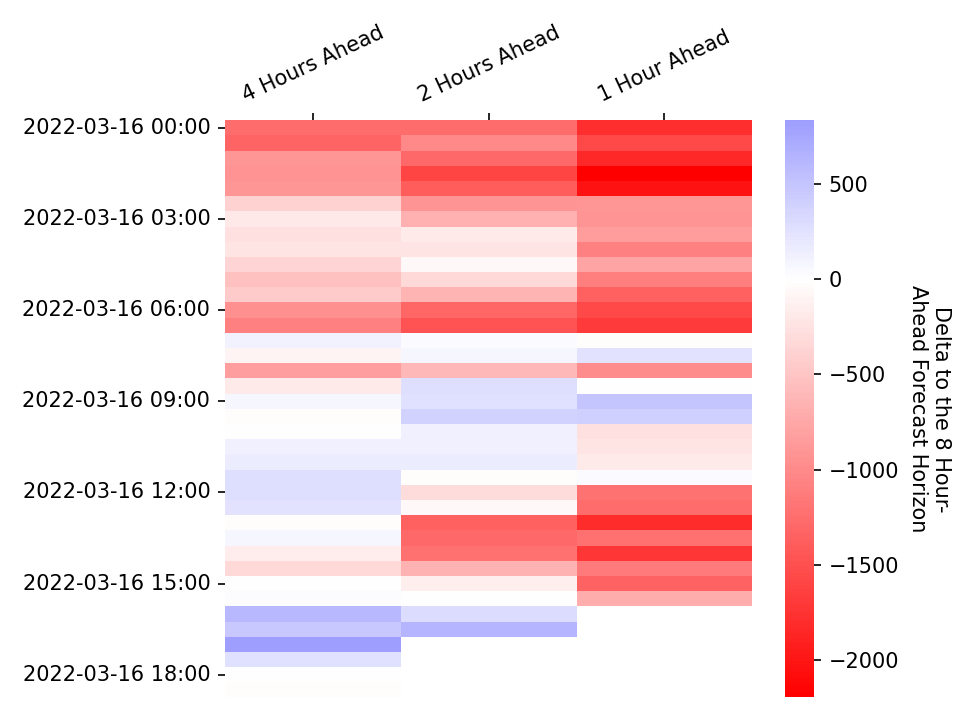 4 Hours Ahead
2 Hours Ahead
1 Hour Ahead
2022-03-16 00:00
2022-03-16 03:00
2022-03-16 06:00
2022-03-16 09:00
2022-03-16 12:00
2022-03-16 15:00
2022-03-16 18:00
500
0
−500
−1000
−1500
−2000
Delta to the 8 Hour-
Ahead Forecast Horizon